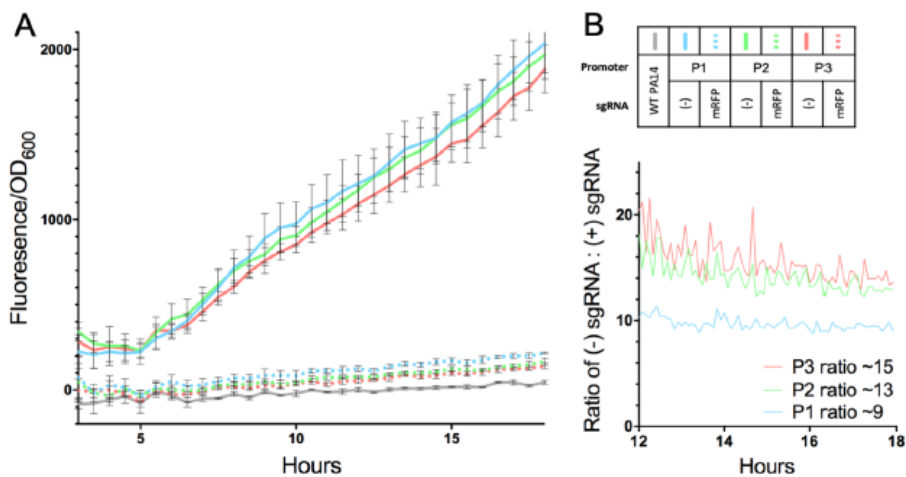 A
Fluoresence/OD600
2000
1000
0
5
10
15
Hours
B
Promoter
WT PA14
P1
P2
P3
sgRNA
(-)
mRFP
(-)
mRFP
(-)
mRFP
Ratio of (-) sgRNA : (+) sgRNA
20
10
0
P3 ratio ~15
P2 ratio ~13
P1 ratio ~9
12
14
16
18
Hours